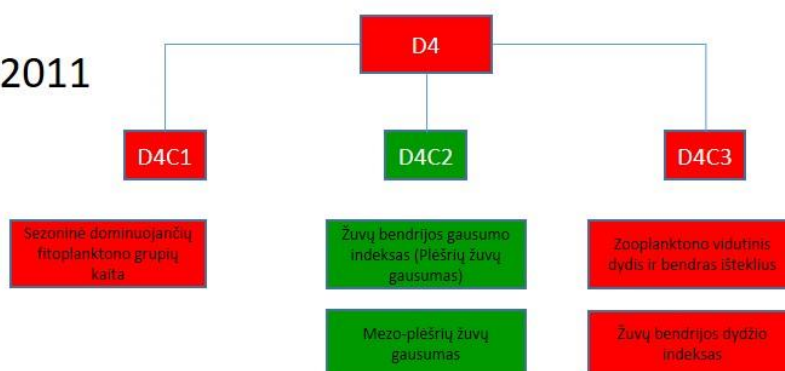 D4
2011
D4C1
D4C2
D4C3
Sezoninė dominuojančių
fitoplanktono grupių
kaita
Žuvų bendrijos gausumo
indeksas (Plėšrių žuvų
gausumas)
Zooplanktono vidutinis
dydis ir bendras išteklius
Mezo-plėšrių žuvų
gausumas
Žuvų bendrijos dydžio
indeksas